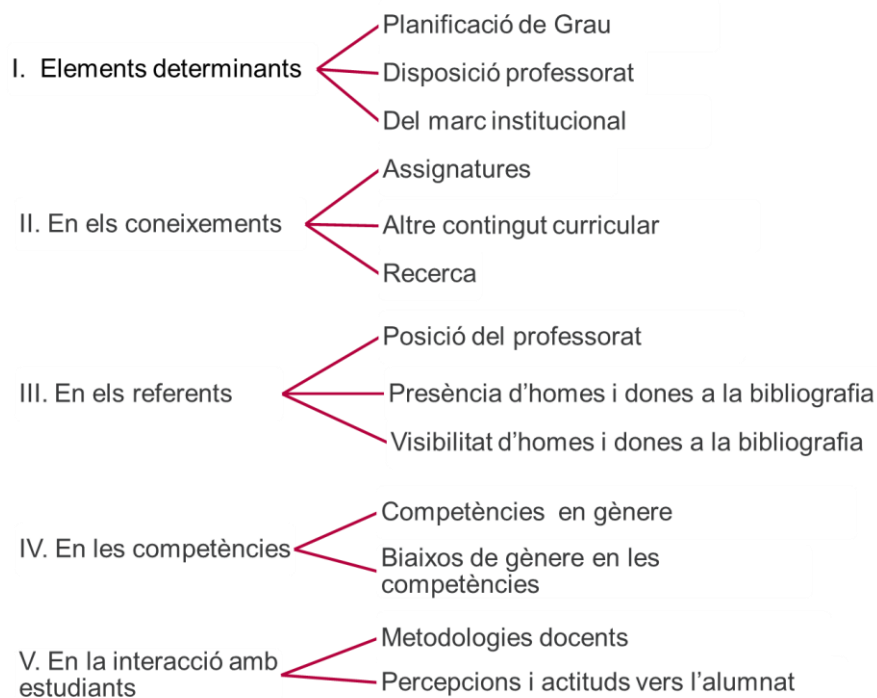 I. Elements determinants
Planificació de Grau
Disposició professorat
Del marc institucional
II. En els coneixements
Assignatures
Altre contingut curricular
Recerca
III. En els referents
Posició del professorat
Presència d’homes i dones a la bibliografia
Visibilitat d’homes i dones a la bibliografia
IV. En les competències
Competències en gènere
Biaixos de gènere en les
competències
V. En la interacció amb
estudiants
Metodologies docents
Percepcions i actituds vers l’alumnat